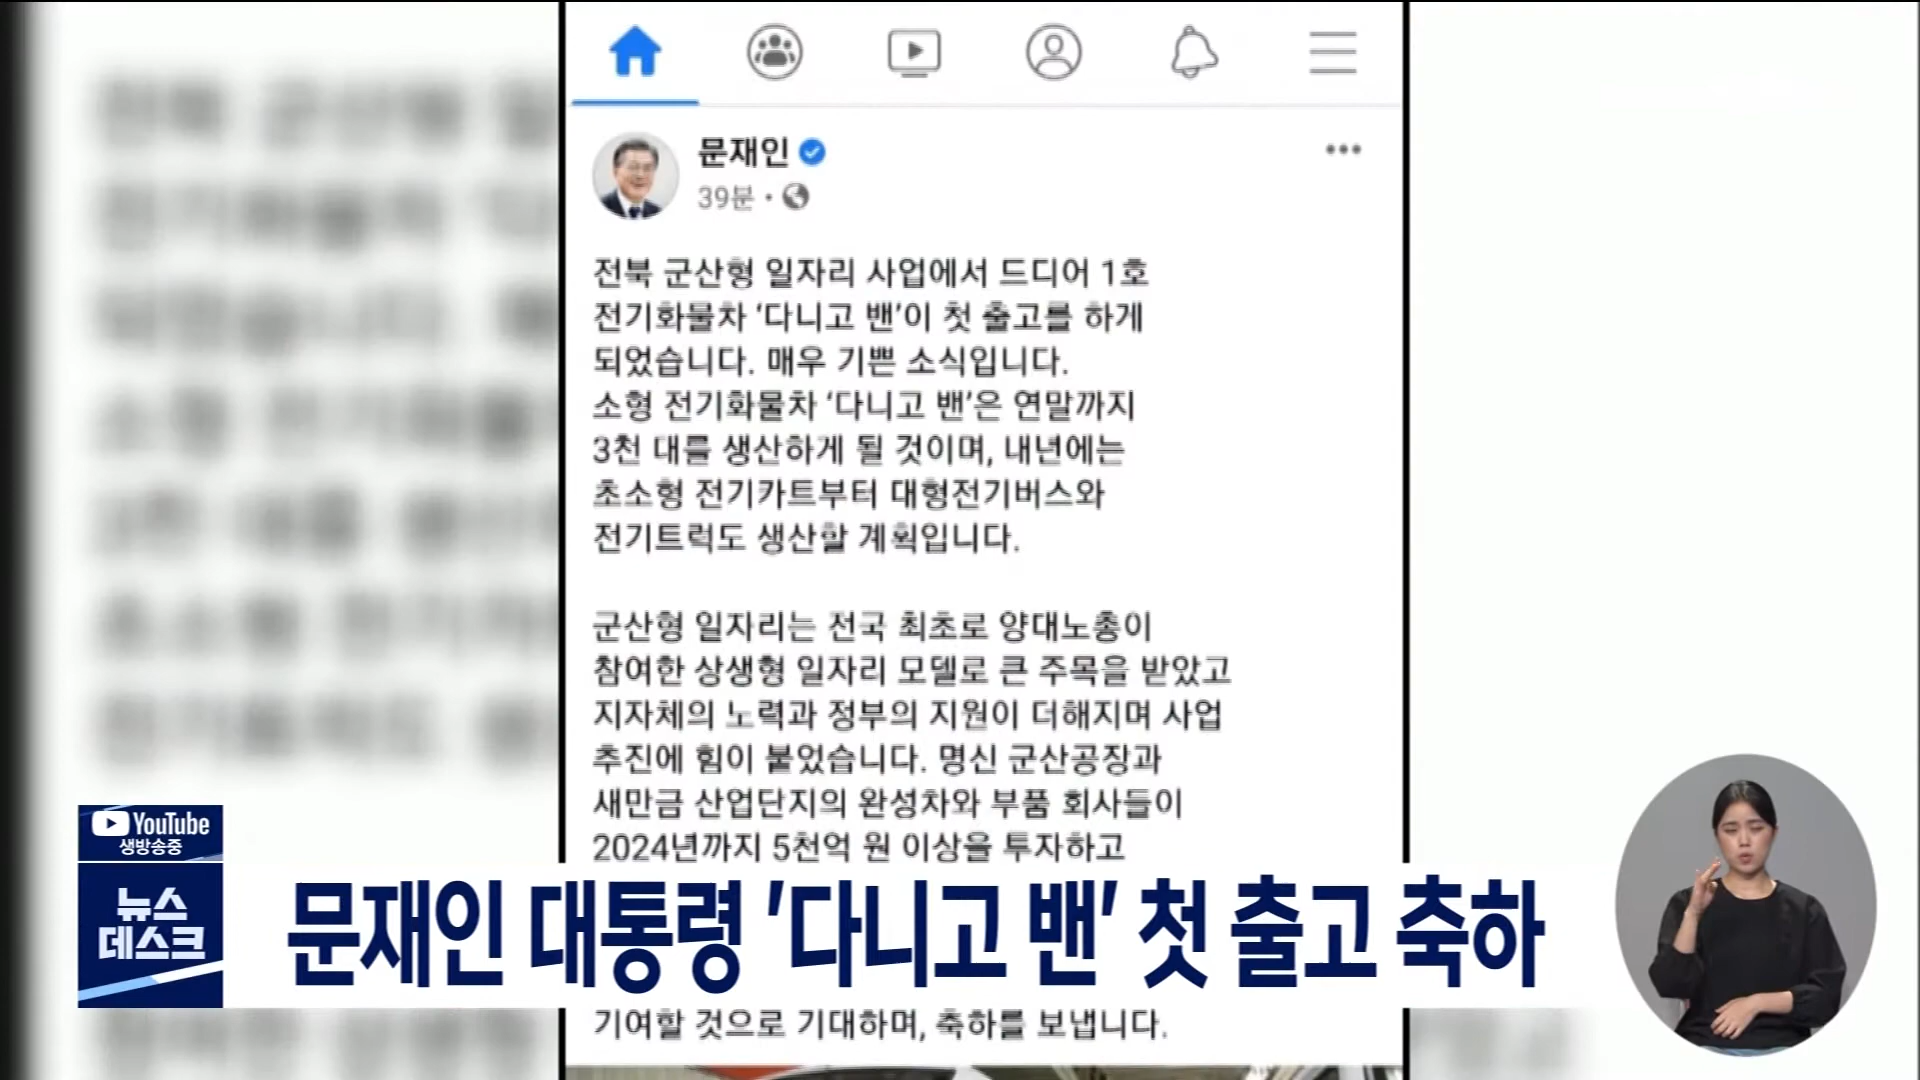 문재인
39분
전북 군산형 일자리 사업에서 드디어 1호
전기화물차 ‘다니고 밴’이 첫 출고를 하게
되었습니다. 매우 기쁜 소식입니다.
소형 전기화물차 ‘다니고 밴’은 연말까지
3천 대를 생산하게 될 것이며, 내년에는
초소형 전기카트부터 대형전기버스와
전기트럭도 생산할 계획입니다.
군산형 일자리는 전국 최초로 양대노총이
참여한 상생형 일자리 모델로 큰 주목을 받았고
지자체의 노력과 정부의 지원이 더해지며 사업
추진에 힘이 붙었습니다. 명신 군산공장과
새만금 산업단지의 완성차와 부품 회사들이
2024년까지 5천억 원 이상을 투자하고
YouTube
생방송중
뉴스
데스크
문재인 대통령 '다니고 밴' 첫 출고 축하
기여할 것으로 기대하며, 축하를 보냅니다.